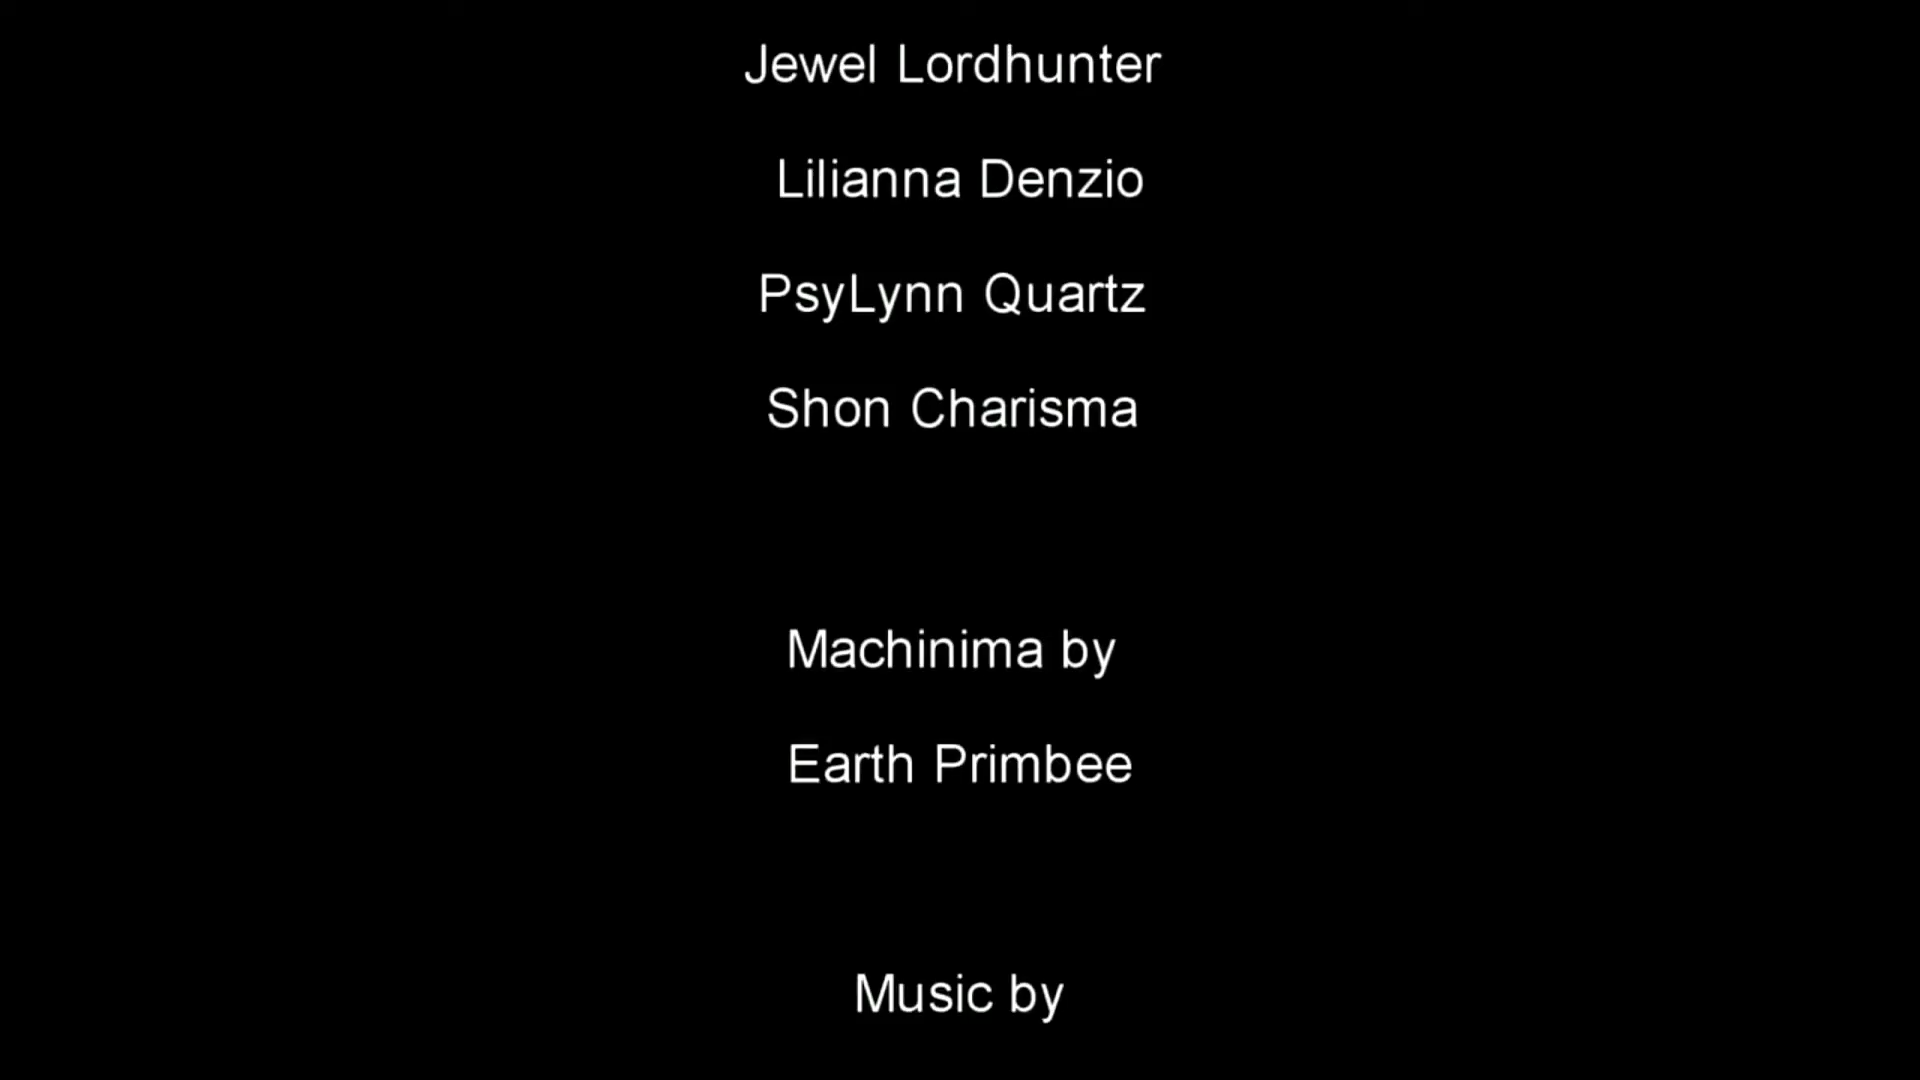 Jewel Lordhunter
Lilianna Denzio
PsyLynn Quartz
Shon Charisma
Machinima by
Earth Primbee
Music by